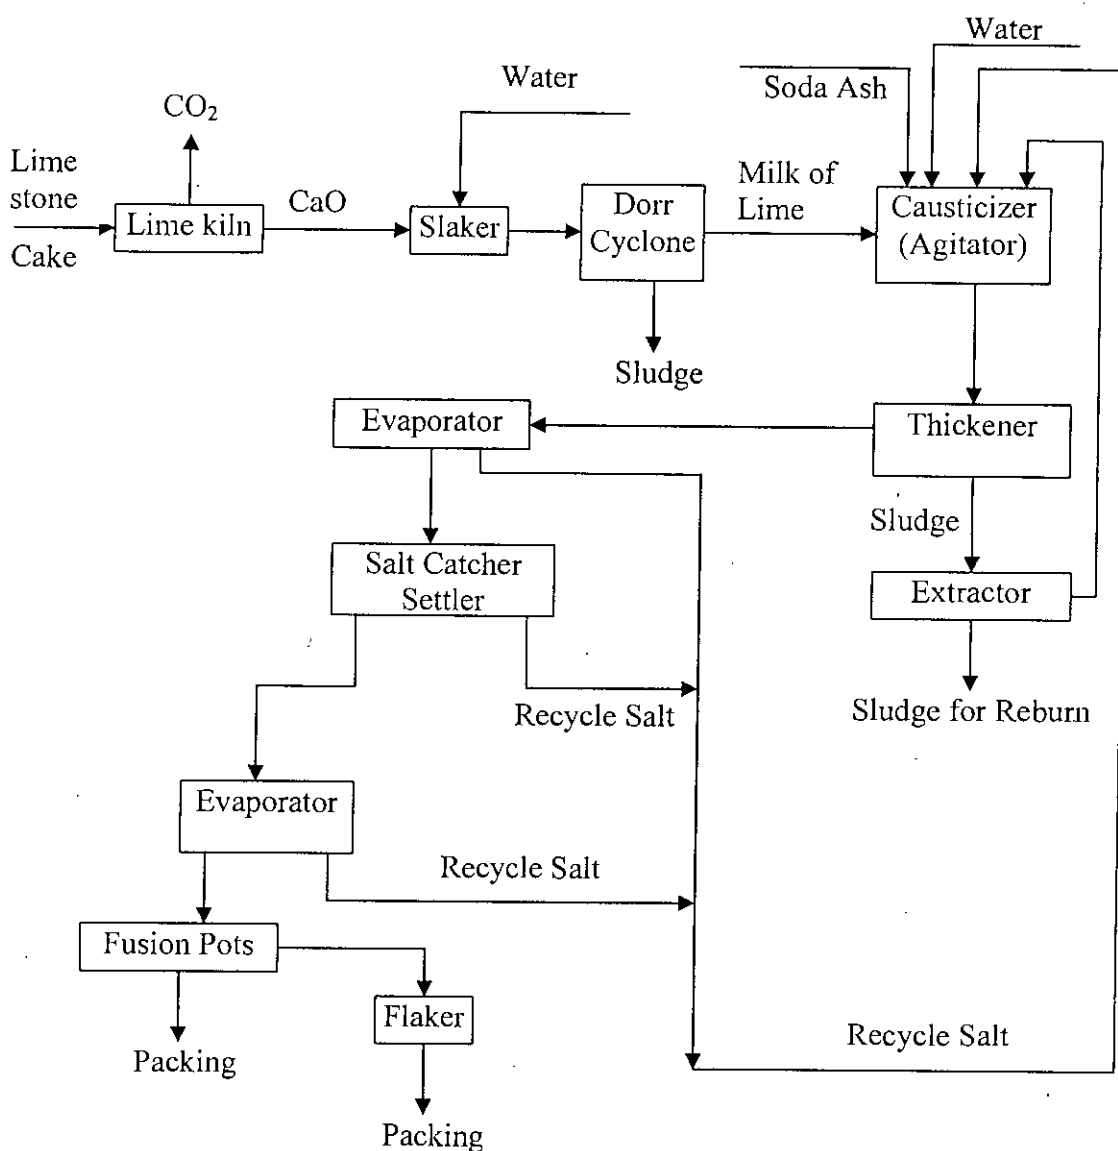 Water
Soda Ash
Water
CO₂
Lime
stone
Cake
Lime kiln
CaO
Slaker
Dorr
Cyclone
Milk of
Lime
Causticizer
(Agitator)
Sludge
Evaporator
Thickener
Sludge
Salt Catcher
Settler
Extractor
Recycle Salt
Sludge for Reburn
Evaporator
Recycle Salt
Fusion Pots
Flaker
Recycle Salt
Packing
Packing